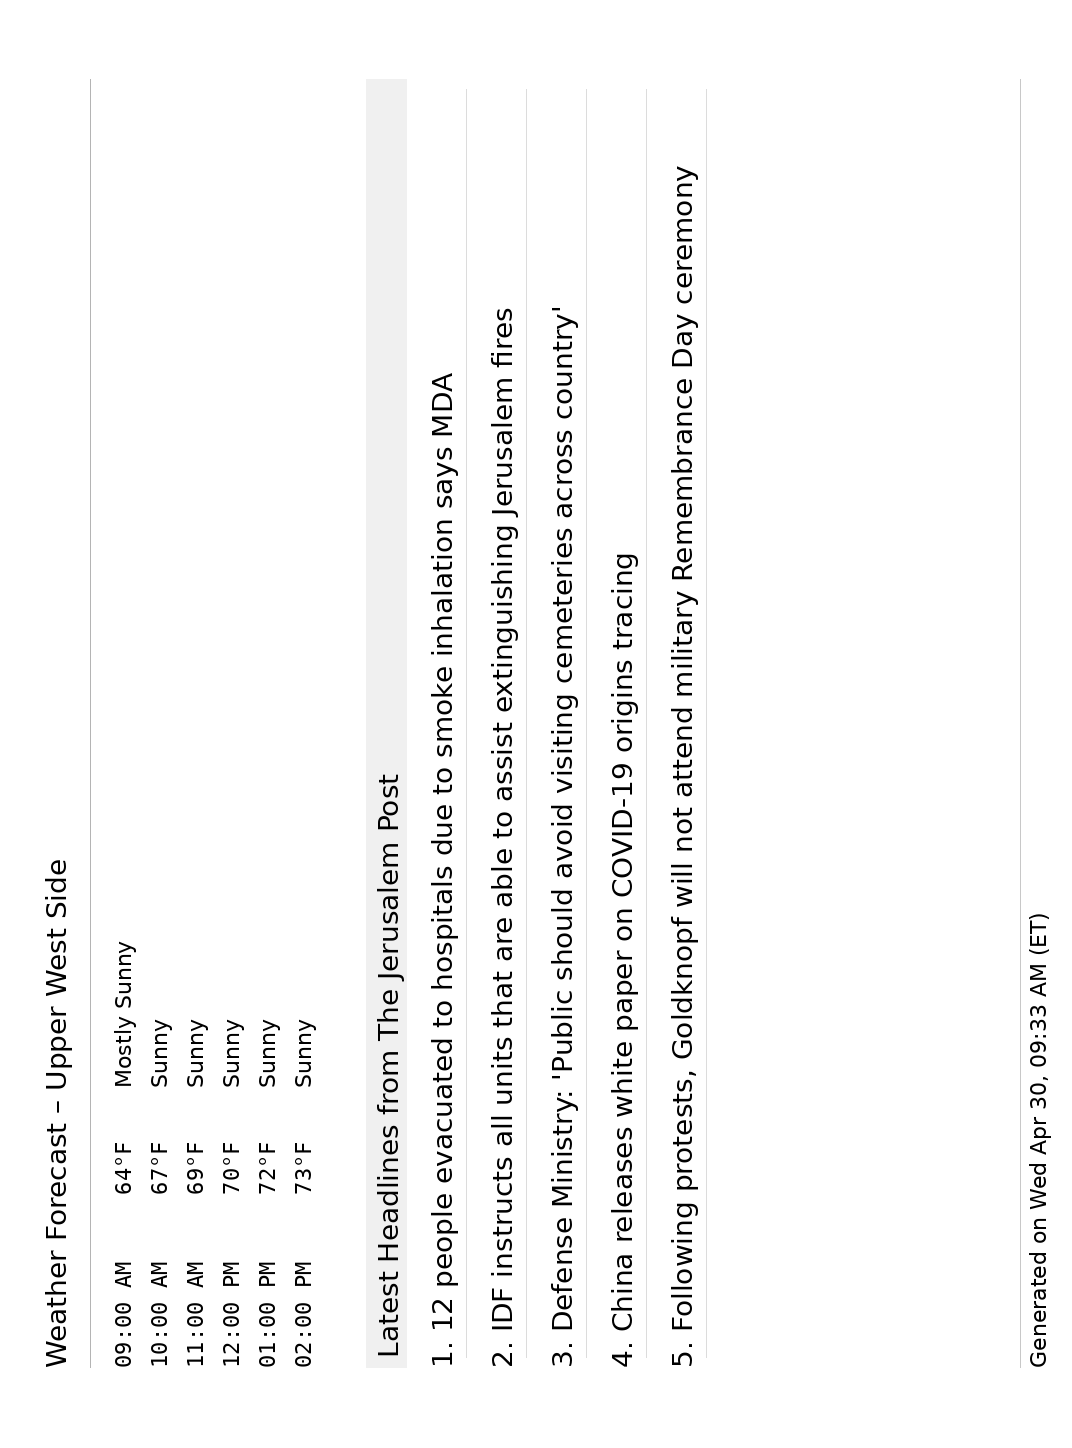 Weather Forecast – Upper West Side
09:00 AM 64°F Mostly Sunny
10:00 AM 67°F Sunny
11:00 AM 69°F Sunny
12:00 PM 70°F Sunny
01:00 PM 72°F Sunny
02:00 PM 73°F Sunny
Latest Headlines from The Jerusalem Post
1. 12 people evacuated to hospitals due to smoke inhalation says MDA
2. IDF instructs all units that are able to assist extinguishing Jerusalem fires
3. Defense Ministry: 'Public should avoid visiting cemeteries across country'
4. China releases white paper on COVID-19 origins tracing
5. Following protests, Goldknopf will not attend military Remembrance Day ceremony
Generated on Wed Apr 30, 09:33 AM (ET)